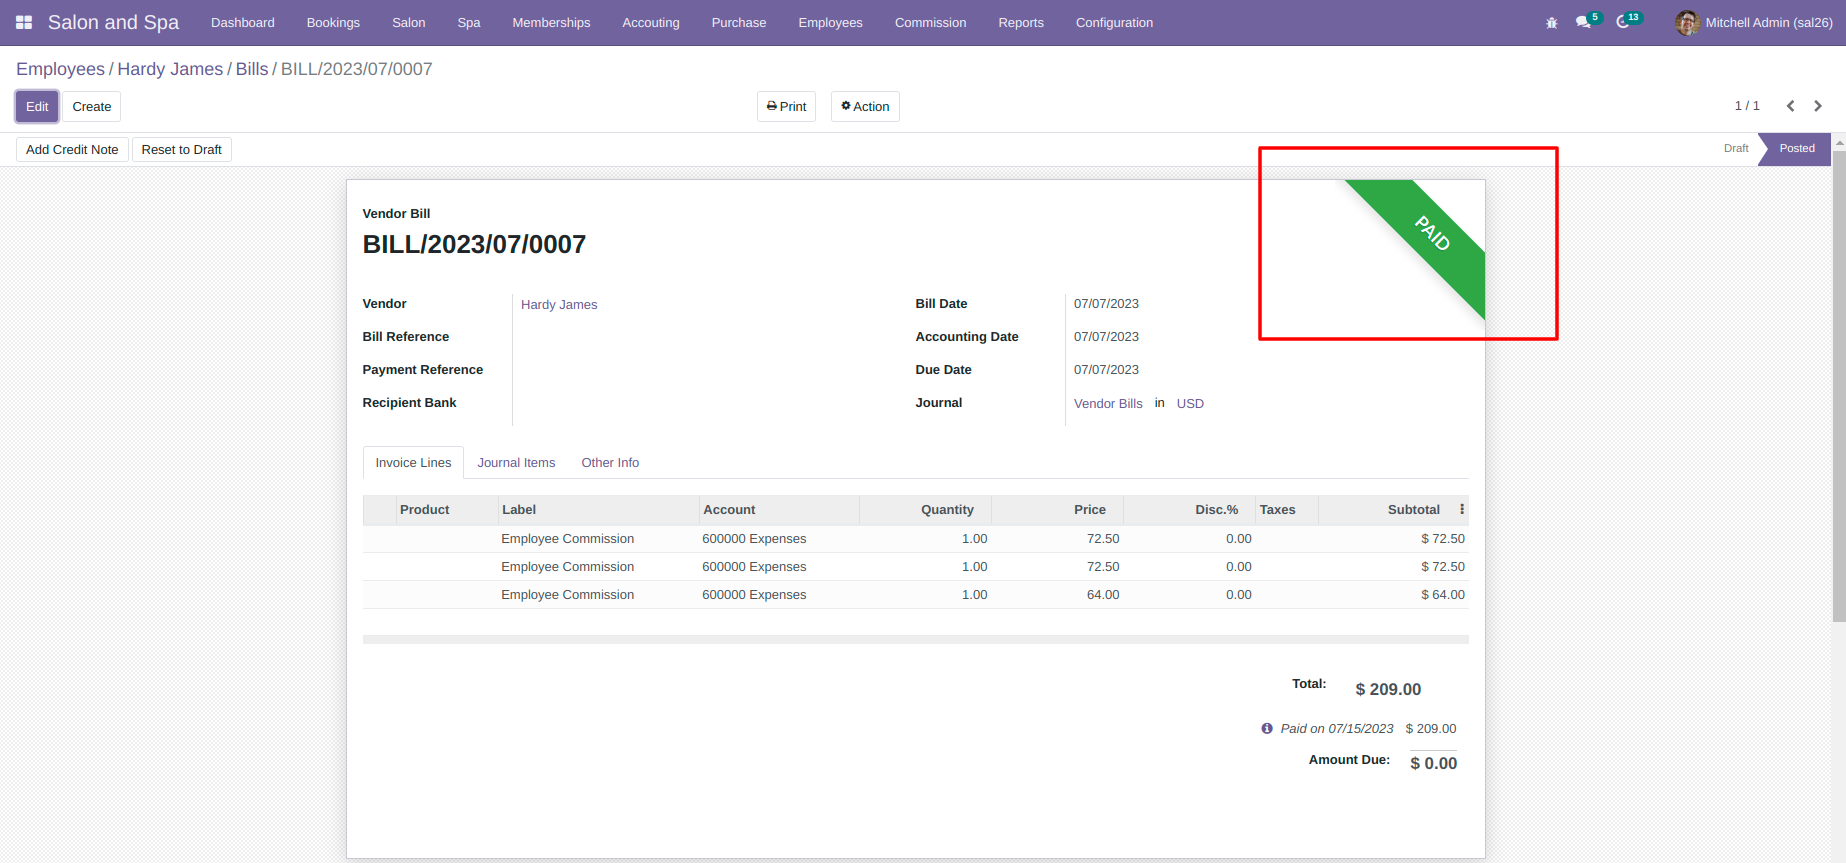 Salon and Spa Dashboard Bookings Salon Spa Memberships Accouting Purchase Employees Commission Reports Configuration 5 13 Mitchell Admin (sal26)
Employees / Hardy James / Bills / BILL/2023/07/0007
Edit Create Print Action 1 / 1
Add Credit Note Reset to Draft Draft Posted
PAID
Vendor Bill
BILL/2023/07/0007
Vendor Hardy James Bill Date 07/07/2023
Bill Reference Accounting Date 07/07/2023
Payment Reference Due Date 07/07/2023
Recipient Bank Journal Vendor Bills in USD
Invoice Lines Journal Items Other Info
Product Label Account Quantity Price Disc.% Taxes Subtotal
Employee Commission 600000 Expenses 1.00 72.50 0.00 $ 72.50
Employee Commission 600000 Expenses 1.00 72.50 0.00 $ 72.50
Employee Commission 600000 Expenses 1.00 64.00 0.00 $ 64.00
Total: $ 209.00
Paid on 07/15/2023 $ 209.00
Amount Due: $ 0.00